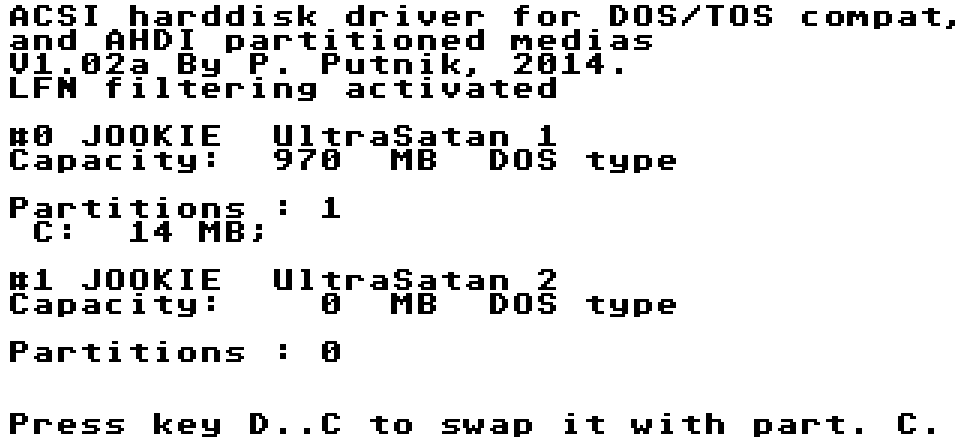 ACSI harddisk driver for DOS/TOS compat,
and AHDI partitioned medias
V1.02a By P. Putnik, 2014.
LFN filtering activated
#0 JOOKIE  UltraSatan 1
Capacity:  970  MB  DOS type
Partitions : 1
C:  14 MB;
#1 JOOKIE  UltraSatan 2
Capacity:    0  MB  DOS type
Partitions : 0
Press key D..C to swap it with part. C.